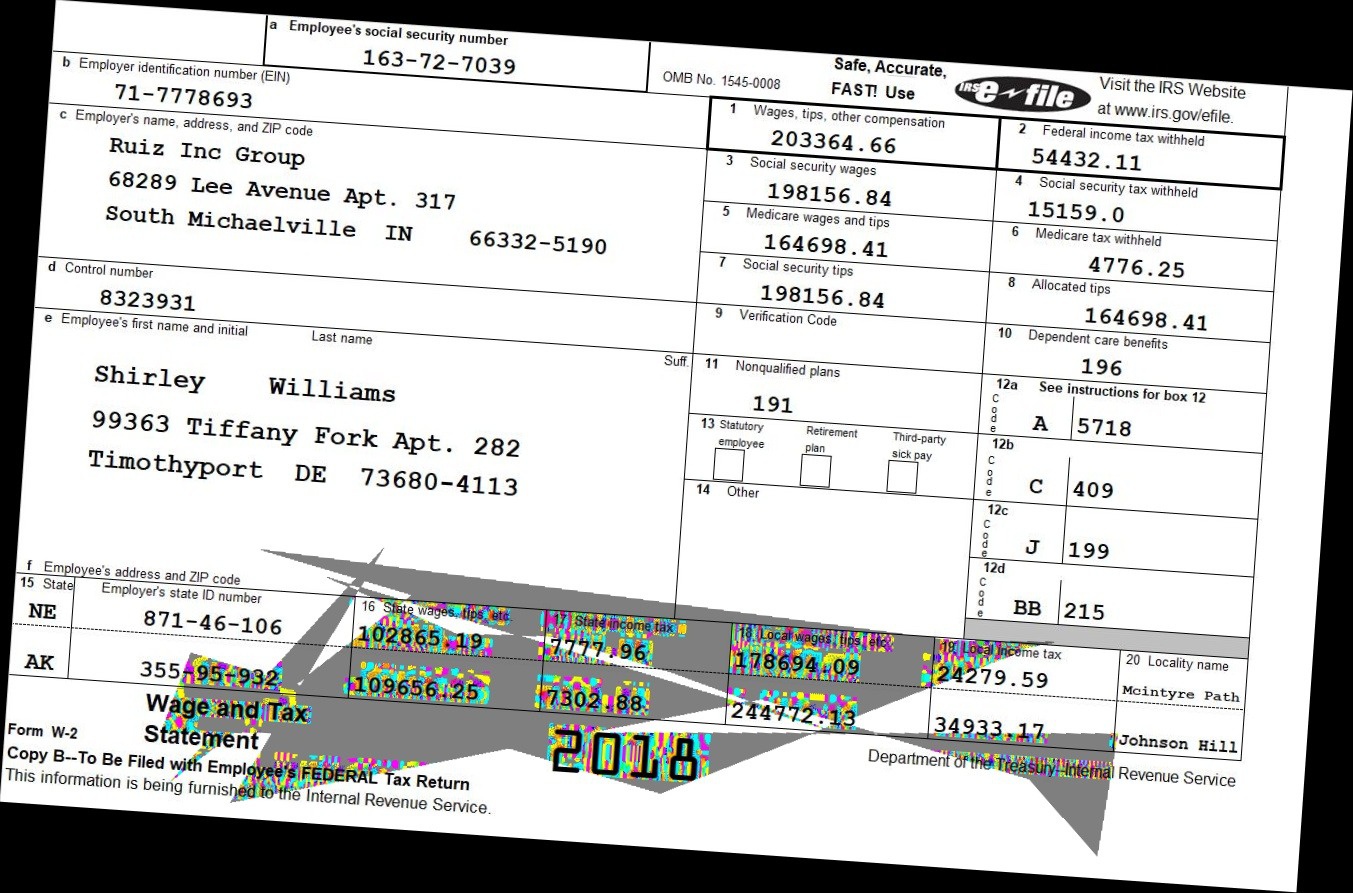 a Employee's social security number
163-72-7039
OMB No. 1545-0008
Safe, Accurate,
FAST! Use
IRS e-file
Visit the IRS Website
at www.irs.gov/efile.
b Employer identification number (EIN)
71-7778693
1 Wages, tips, other compensation
203364.66
2 Federal income tax withheld
54432.11
c Employer's name, address, and ZIP code
Ruiz Inc Group
68289 Lee Avenue Apt. 317
South Michaelville IN 66332-5190
3 Social security wages
198156.84
4 Social security tax withheld
15159.0
5 Medicare wages and tips
164698.41
6 Medicare tax withheld
4776.25
7 Social security tips
198156.84
8 Allocated tips
164698.41
d Control number
8323931
9 Verification Code
10 Dependent care benefits
196
e Employee's first name and initial
Last name
Suff.
Shirley Williams
99363 Tiffany Fork Apt. 282
Timothyport DE 73680-4113
11 Nonqualified plans
191
12a See instructions for box 12
Code A 5718
13 Statutory employee
Retirement plan
Third-party sick pay
12b
Code C 409
14 Other
12c
Code J 199
12d
Code BB 215
f Employee's address and ZIP code
15 State
Employer's state ID number
16 State wages, tips, etc.
17 State income tax
18 Local wages, tips, etc.
19 Local income tax
20 Locality name
NE 871-46-106 102865.19 7777.96 178694.09 24279.59 Mcintyre Path
AK 355-95-932 109656.25 7302.88 244772.13 34933.17 Johnson Hill
Wage and Tax
Statement
Form W-2
2018
Department of the Treasury--Internal Revenue Service
Copy B--To Be Filed with Employee's FEDERAL Tax Return
This information is being furnished to the Internal Revenue Service.